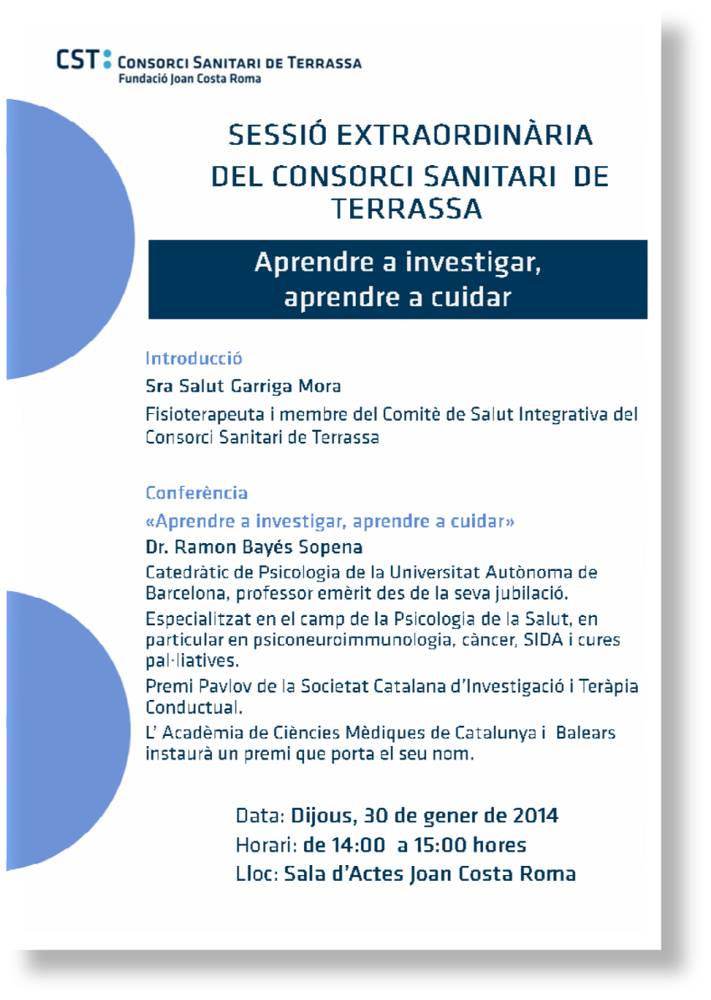 CST: CONSORCI SANITARI DE TERRASSA
Fundació Joan Costa Roma
SESSIÓ EXTRAORDINÀRIA
DEL CONSORCI SANITARI DE
TERRASSA
Aprendre a investigar,
aprendre a cuidar
Introducció
Sra Salut Garriga Mora
Fisioterapeuta i membre del Comitè de Salut Integrativa del
Consorci Sanitari de Terrassa
Conferència
«Aprendre a investigar, aprendre a cuidar»
Dr. Ramon Bayés Sopena
Catedràtic de Psicologia de la Universitat Autònoma de
Barcelona, professor emèrit des de la seva jubilació.
Especialitzat en el camp de la Psicologia de la Salut, en
particular en psiconeuroimmunologia, càncer, SIDA i cures
pal·liatives.
Premi Pavlov de la Societat Catalana d'Investigació i Teràpia
Conductual.
L' Acadèmia de Ciències Mèdiques de Catalunya i Balears
instaurà un premi que porta el seu nom.
Data: Dijous, 30 de gener de 2014
Horari: de 14:00 a 15:00 hores
Lloc: Sala d'Actes Joan Costa Roma